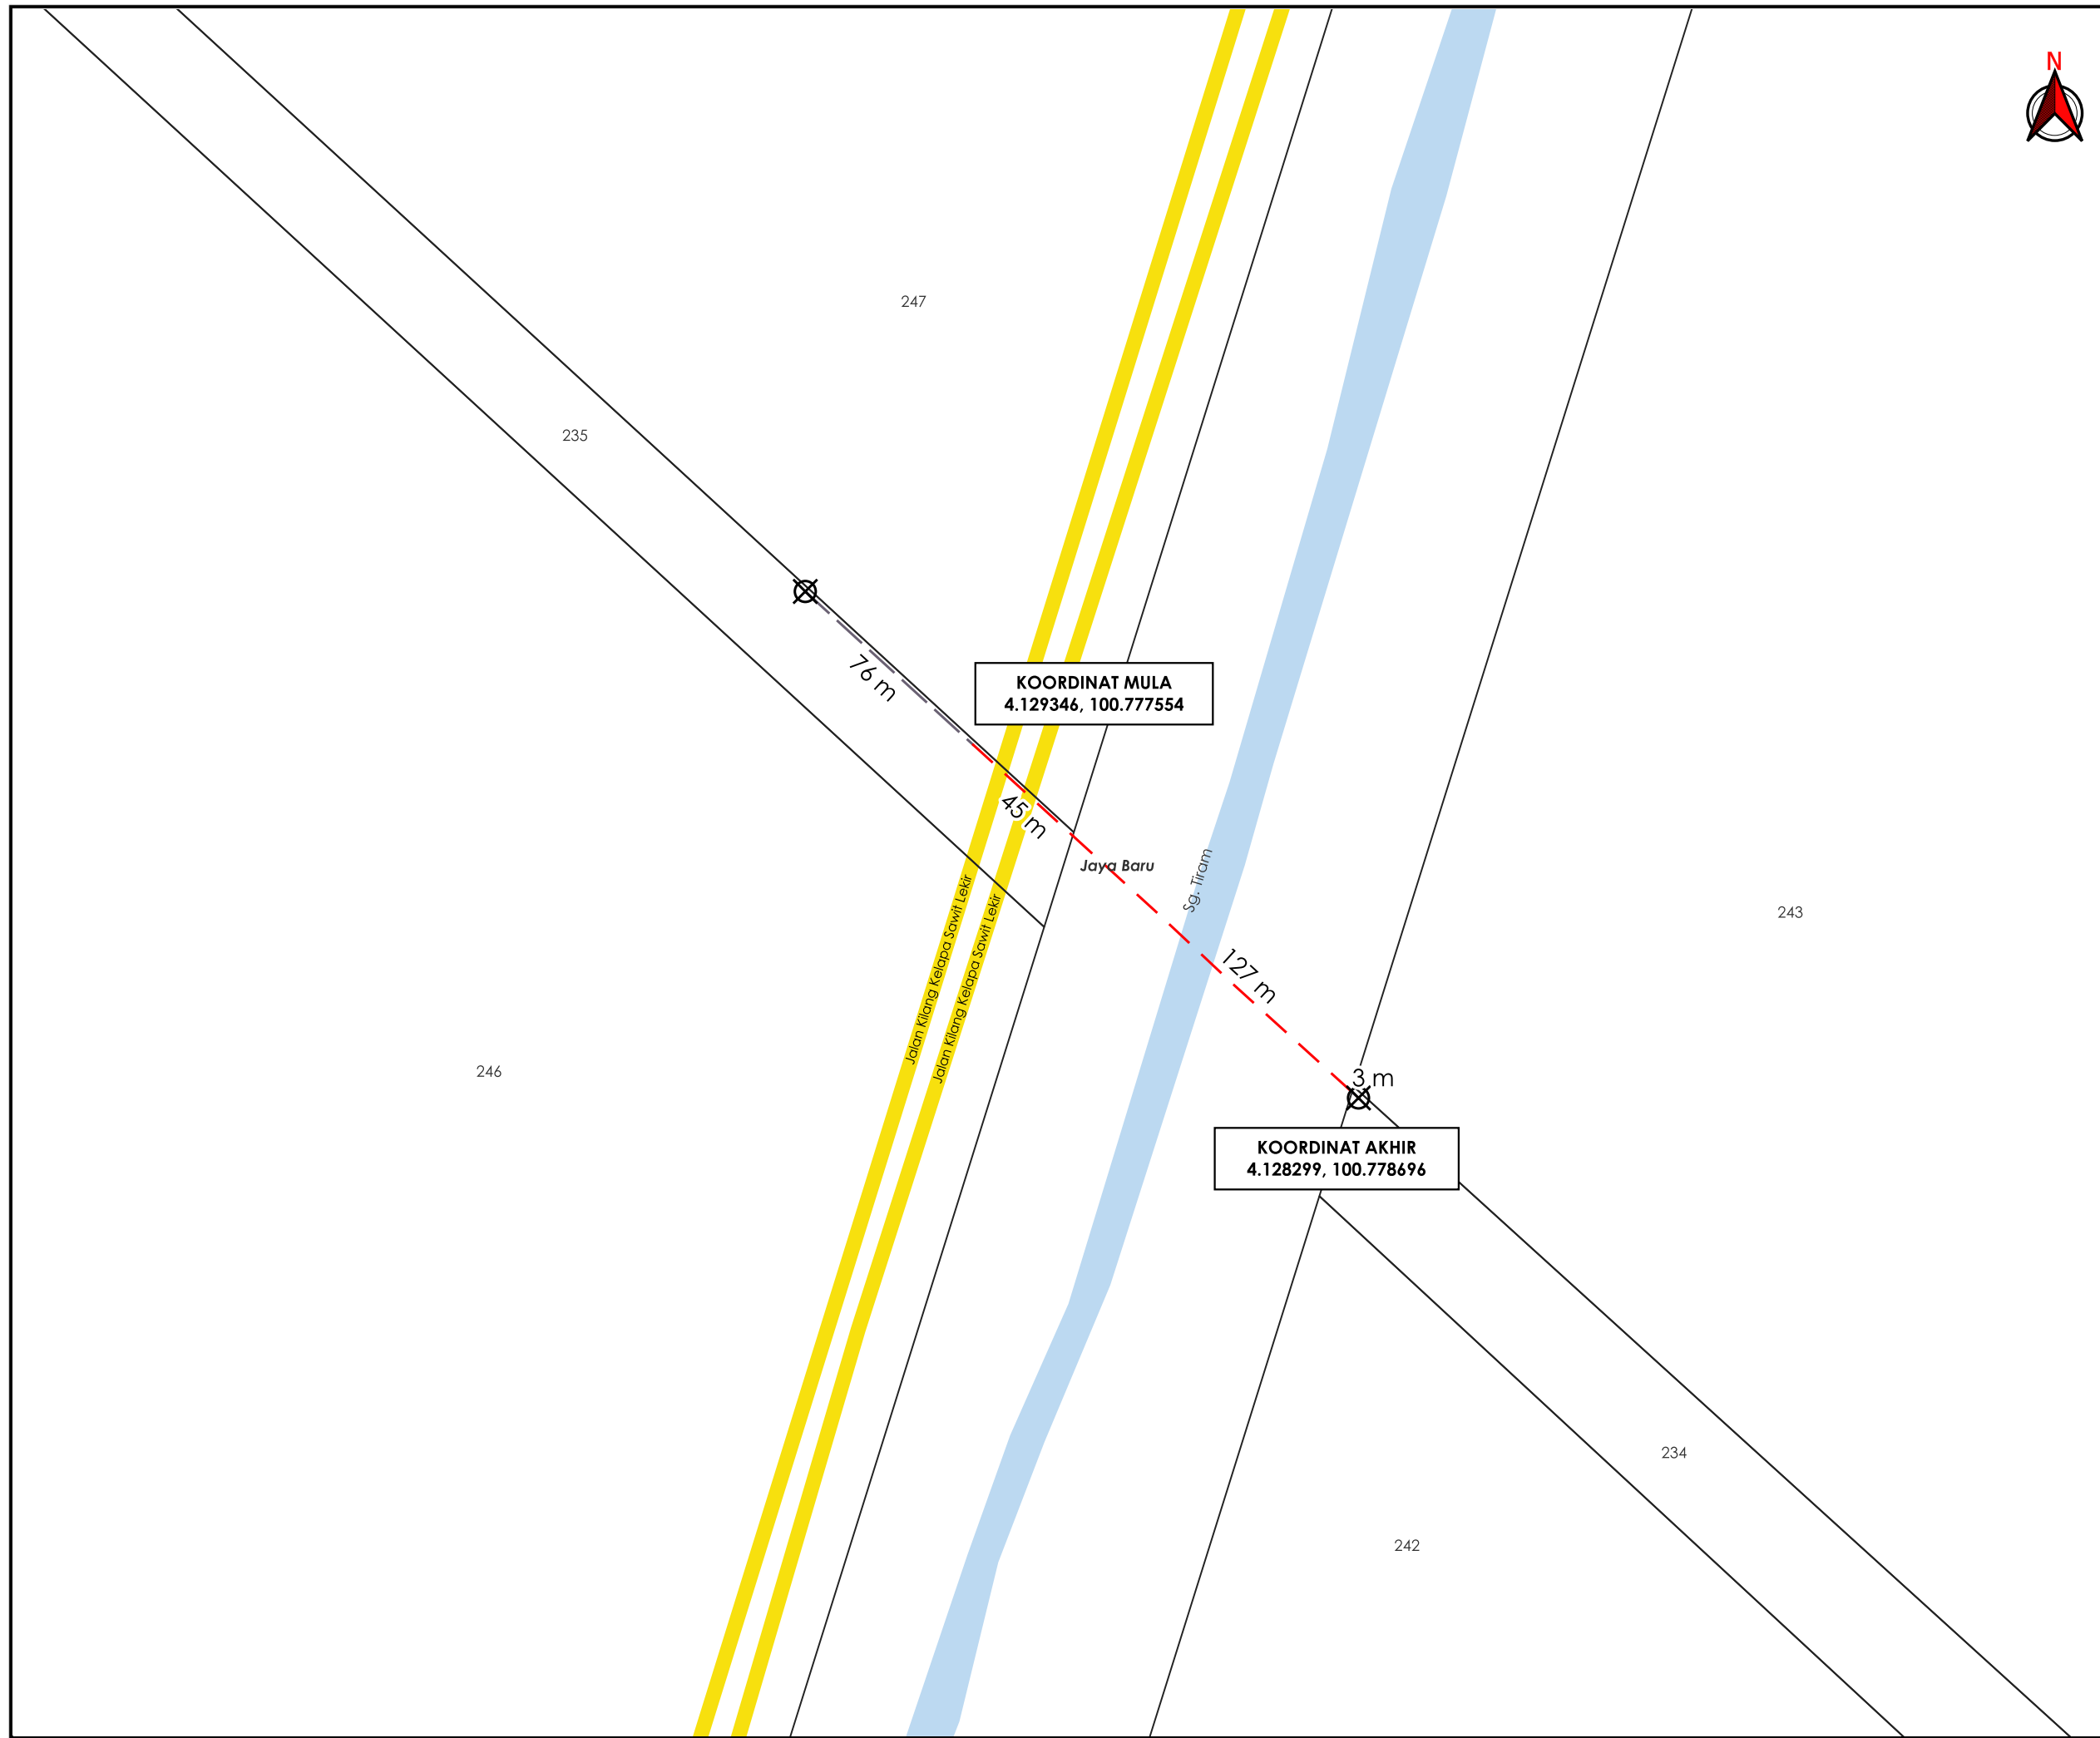 N
247
235
76 m
KOORDINAT MULA
4.129346, 100.777554
45 m
Jaya Baru
Sg. Tiram
243
127 m
Jalan Kilang Kelapa Sawit Lekir
Jalan Kilang Kelapa Sawit Lekir
246
3 m
KOORDINAT AKHIR
4.128299, 100.778696
234
242